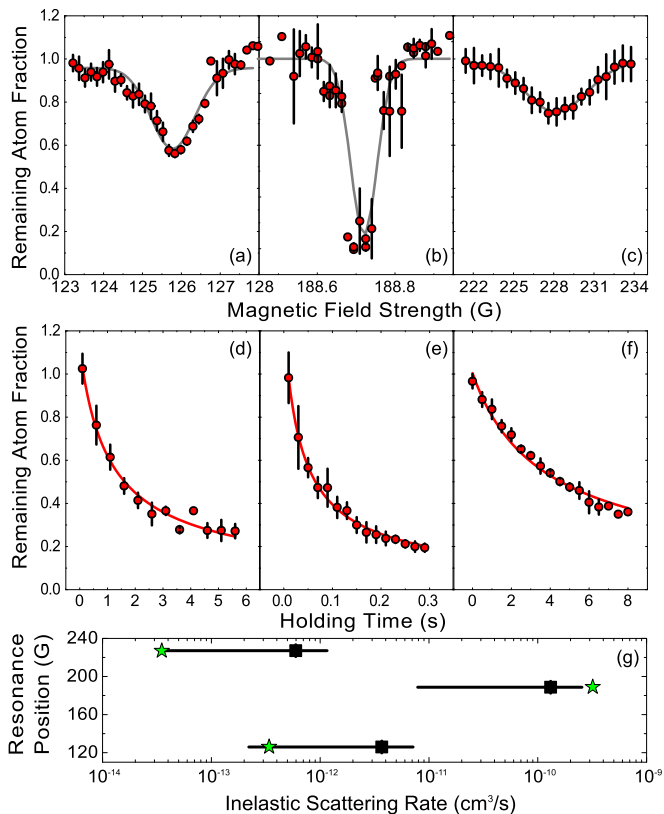 1.2
1.0
0.8
0.6
0.4
0.2
0.0
Remaining Atom Fraction
(a) (b) (c)
123 124 125 126 127 128 188.6 188.8 222 225 228 231 234
Magnetic Field Strength (G)
1.2
1.0
0.8
0.6
0.4
0.2
0.0
Remaining Atom Fraction
(d) (e) (f)
0 1 2 3 4 5 6 0.0 0.1 0.2 0.3 0 2 4 6 8
Holding Time (s)
240
200
160
120
Resonance
Position (G)
(g)
10⁻¹⁴ 10⁻¹³ 10⁻¹² 10⁻¹¹ 10⁻¹⁰ 10⁻⁹
Inelastic Scattering Rate (cm³/s)